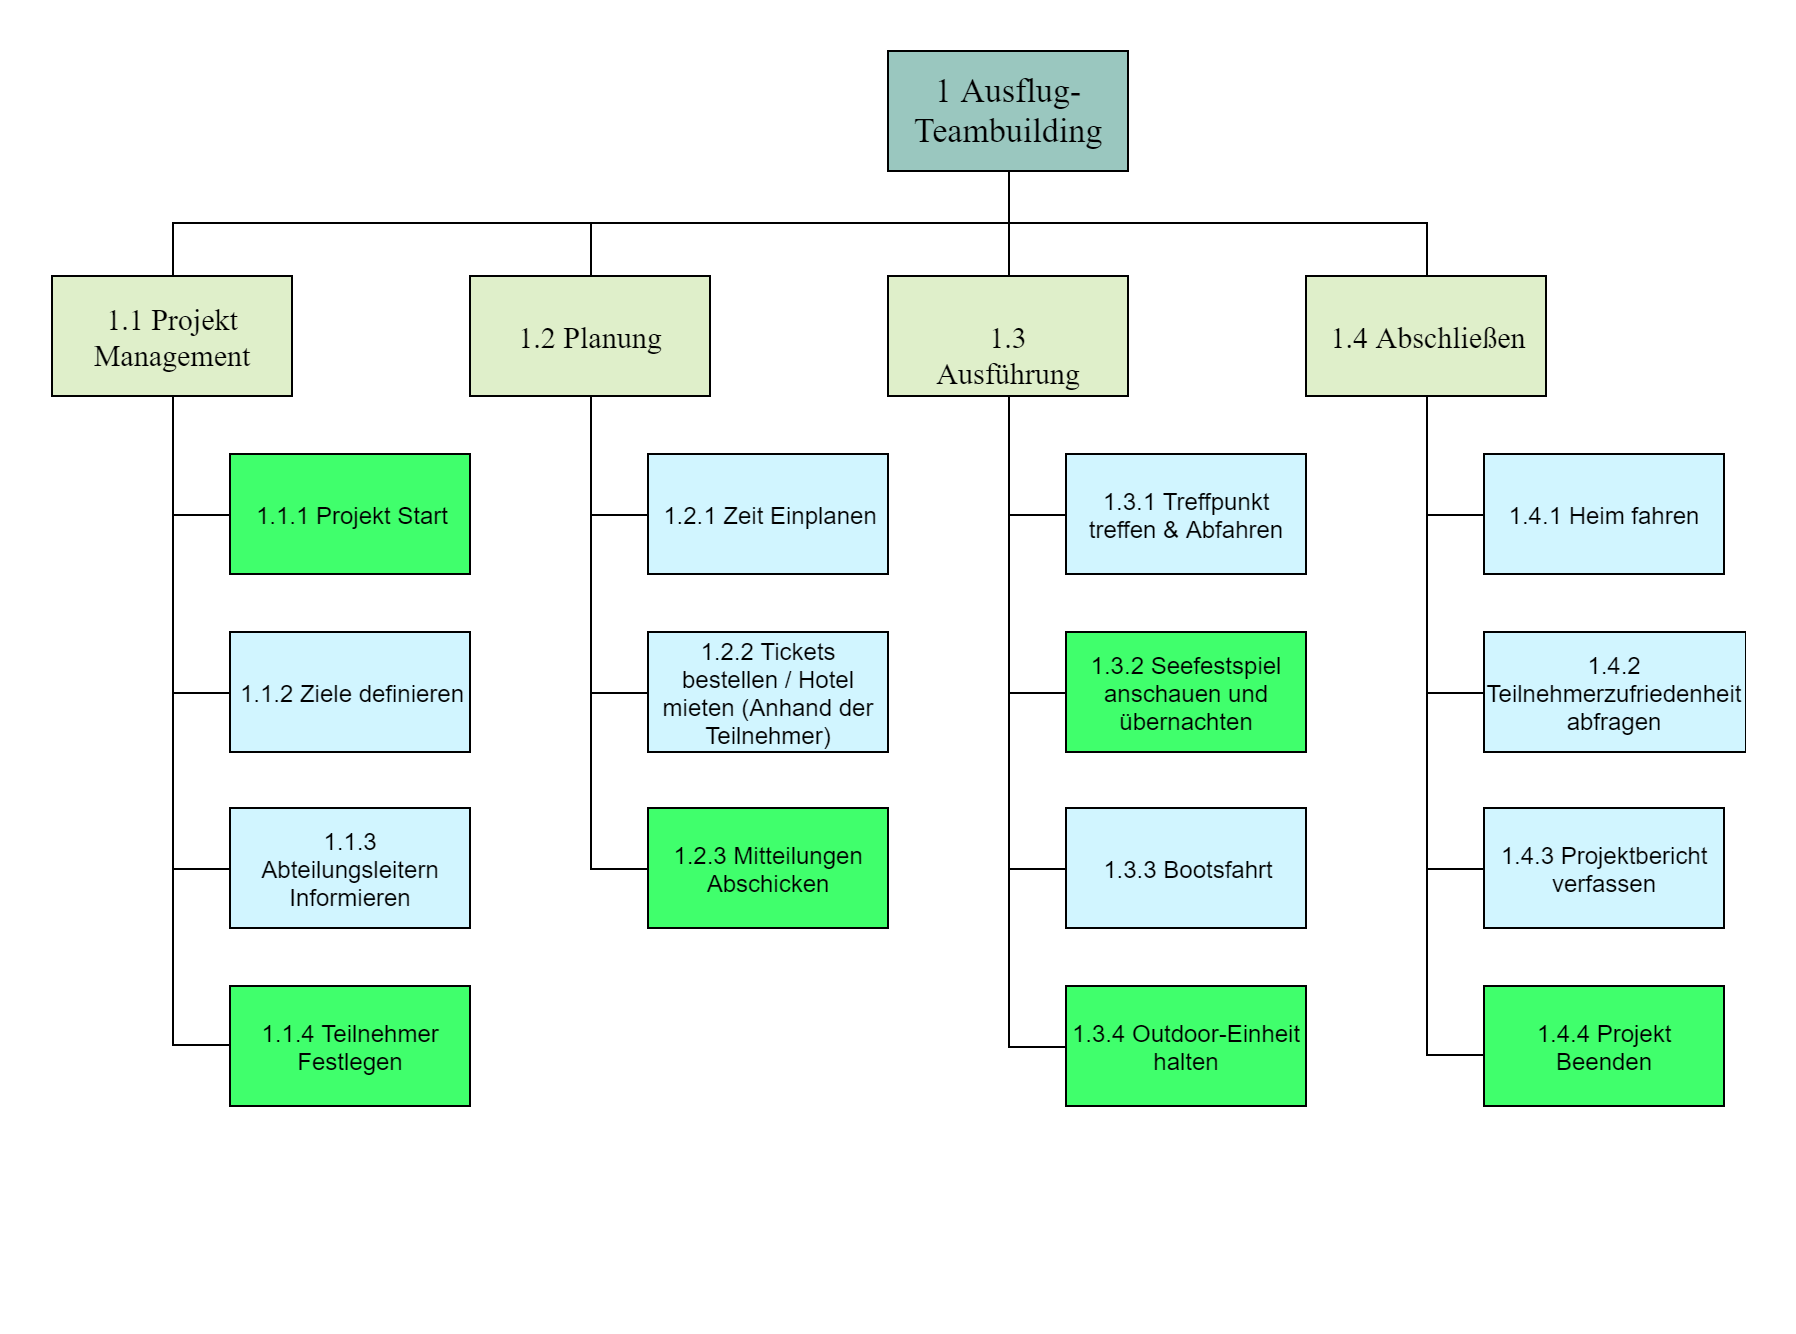 1 Ausflug-
Teambuilding
1.1 Projekt
Management
1.2 Planung
1.3
Ausführung
1.4 Abschließen
1.1.1 Projekt Start
1.1.2 Ziele definieren
1.1.3
Abteilungsleitern
Informieren
1.1.4 Teilnehmer
Festlegen
1.2.1 Zeit Einplanen
1.2.2 Tickets
bestellen / Hotel
mieten (Anhand der
Teilnehmer)
1.2.3 Mitteilungen
Abschicken
1.3.1 Treffpunkt
treffen & Abfahren
1.3.2 Seefestspiel
anschauen und
übernachten
1.3.3 Bootsfahrt
1.3.4 Outdoor-Einheit
halten
1.4.1 Heim fahren
1.4.2
Teilnehmerzufriedenheit
abfragen
1.4.3 Projektbericht
verfassen
1.4.4 Projekt
Beenden